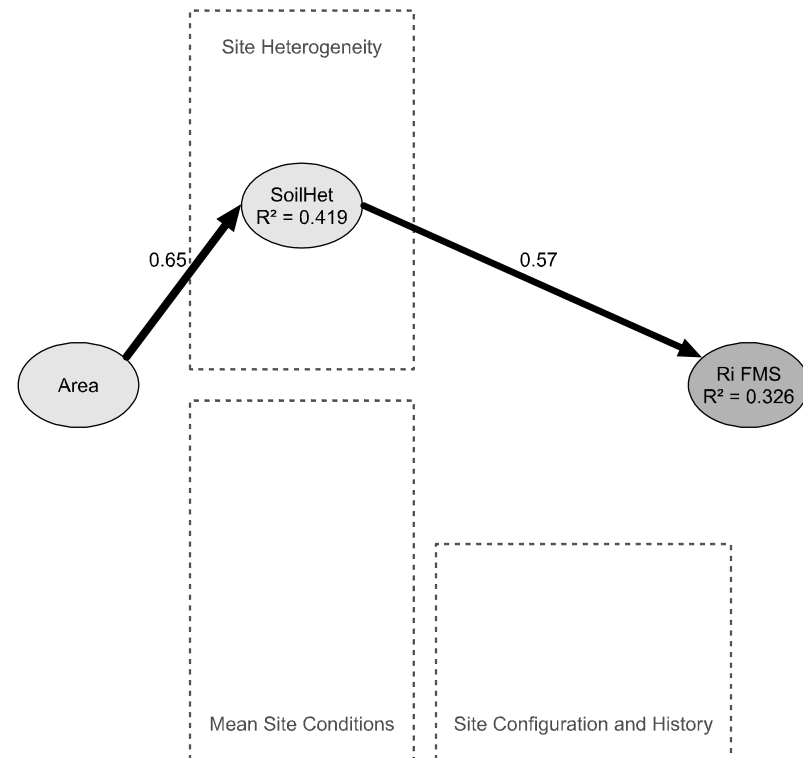 Site Heterogeneity
SoilHet
R² = 0.419
0.65
0.57
Area
Ri FMS
R² = 0.326
Mean Site Conditions
Site Configuration and History